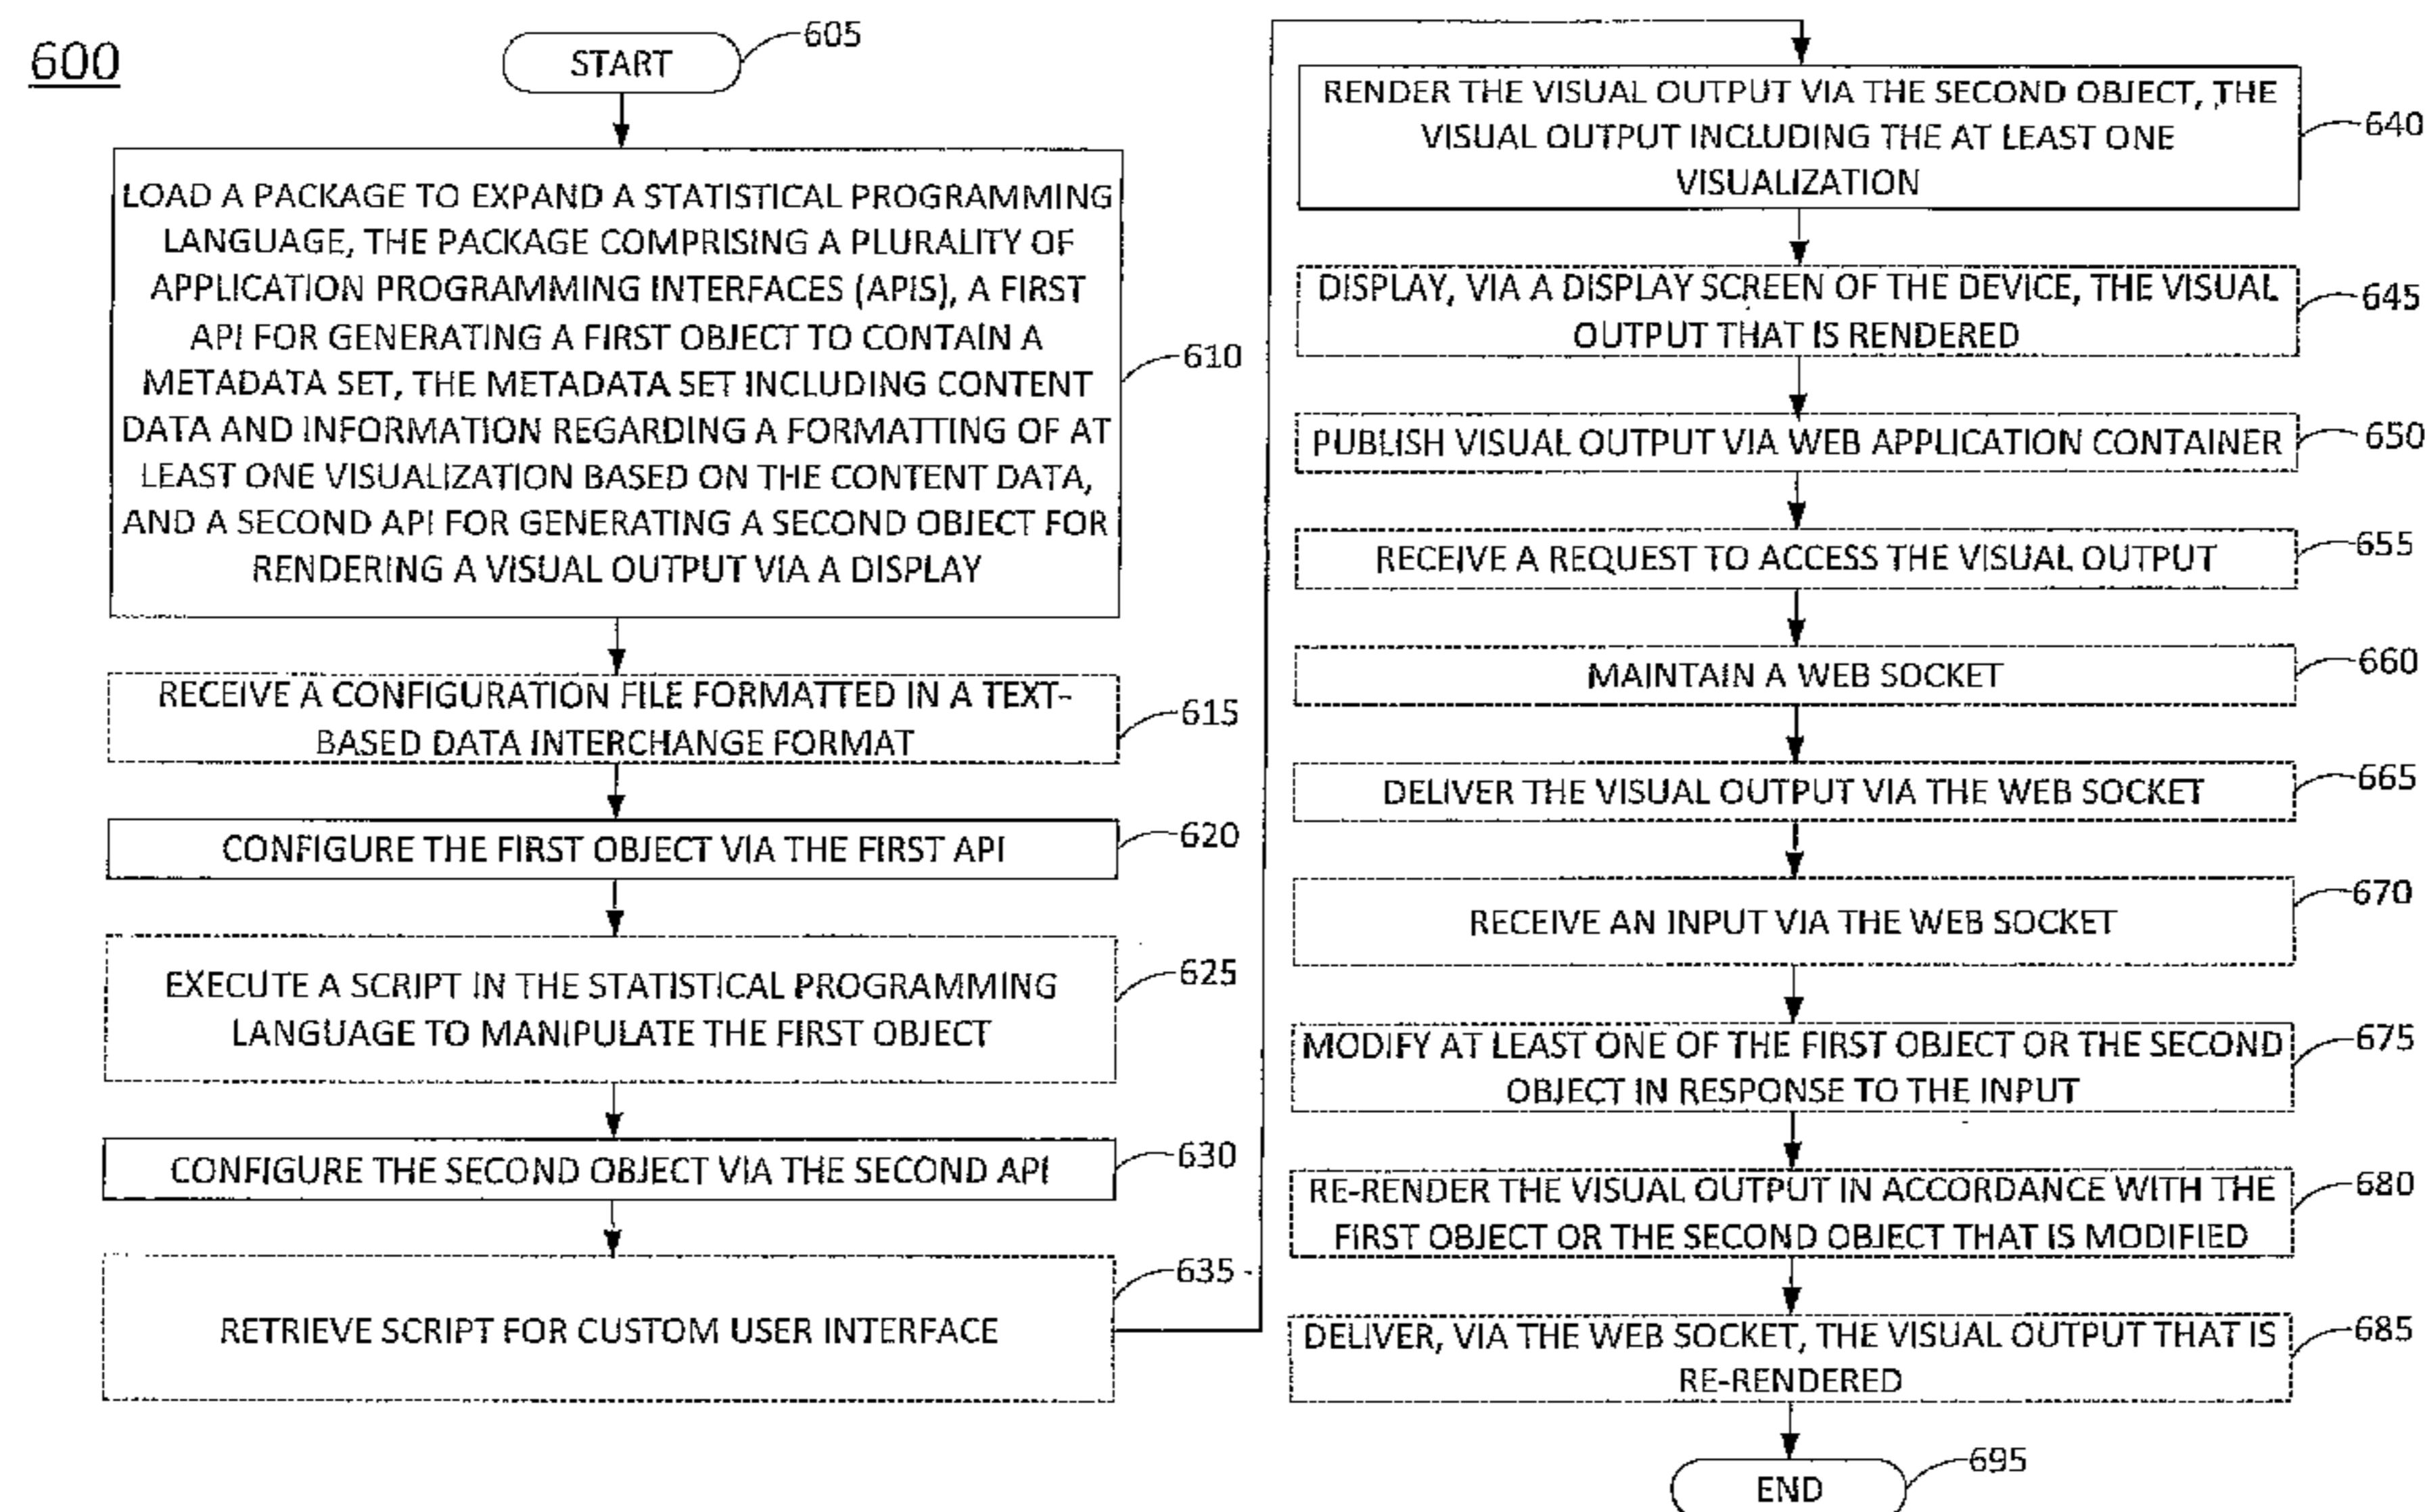 600
START
605
LOAD A PACKAGE TO EXPAND A STATISTICAL PROGRAMMING
LANGUAGE, THE PACKAGE COMPRISING A PLURALITY OF
APPLICATION PROGRAMMING INTERFACES (APIS), A FIRST
API FOR GENERATING A FIRST OBJECT TO CONTAIN A
METADATA SET, THE METADATA SET INCLUDING CONTENT
DATA AND INFORMATION REGARDING A FORMATTING OF AT
LEAST ONE VISUALIZATION BASED ON THE CONTENT DATA,
AND A SECOND API FOR GENERATING A SECOND OBJECT FOR
RENDERING A VISUAL OUTPUT VIA A DISPLAY
610
RECEIVE A CONFIGURATION FILE FORMATTED IN A TEXT-
BASED DATA INTERCHANGE FORMAT
615
CONFIGURE THE FIRST OBJECT VIA THE FIRST API
620
EXECUTE A SCRIPT IN THE STATISTICAL PROGRAMMING
LANGUAGE TO MANIPULATE THE FIRST OBJECT
625
CONFIGURE THE SECOND OBJECT VIA THE SECOND API
630
RETRIEVE SCRIPT FOR CUSTOM USER INTERFACE
635
RENDER THE VISUAL OUTPUT VIA THE SECOND OBJECT, THE
VISUAL OUTPUT INCLUDING THE AT LEAST ONE
VISUALIZATION
640
DISPLAY, VIA A DISPLAY SCREEN OF THE DEVICE, THE VISUAL
OUTPUT THAT IS RENDERED
645
PUBLISH VISUAL OUTPUT VIA WEB APPLICATION CONTAINER
650
RECEIVE A REQUEST TO ACCESS THE VISUAL OUTPUT
655
MAINTAIN A WEB SOCKET
660
DELIVER THE VISUAL OUTPUT VIA THE WEB SOCKET
665
RECEIVE AN INPUT VIA THE WEB SOCKET
670
MODIFY AT LEAST ONE OF THE FIRST OBJECT OR THE SECOND
OBJECT IN RESPONSE TO THE INPUT
675
RE-RENDER THE VISUAL OUTPUT IN ACCORDANCE WITH THE
FIRST OBJECT OR THE SECOND OBJECT THAT IS MODIFIED
680
DELIVER, VIA THE WEB SOCKET, THE VISUAL OUTPUT THAT IS
RE-RENDERED
685
END
695